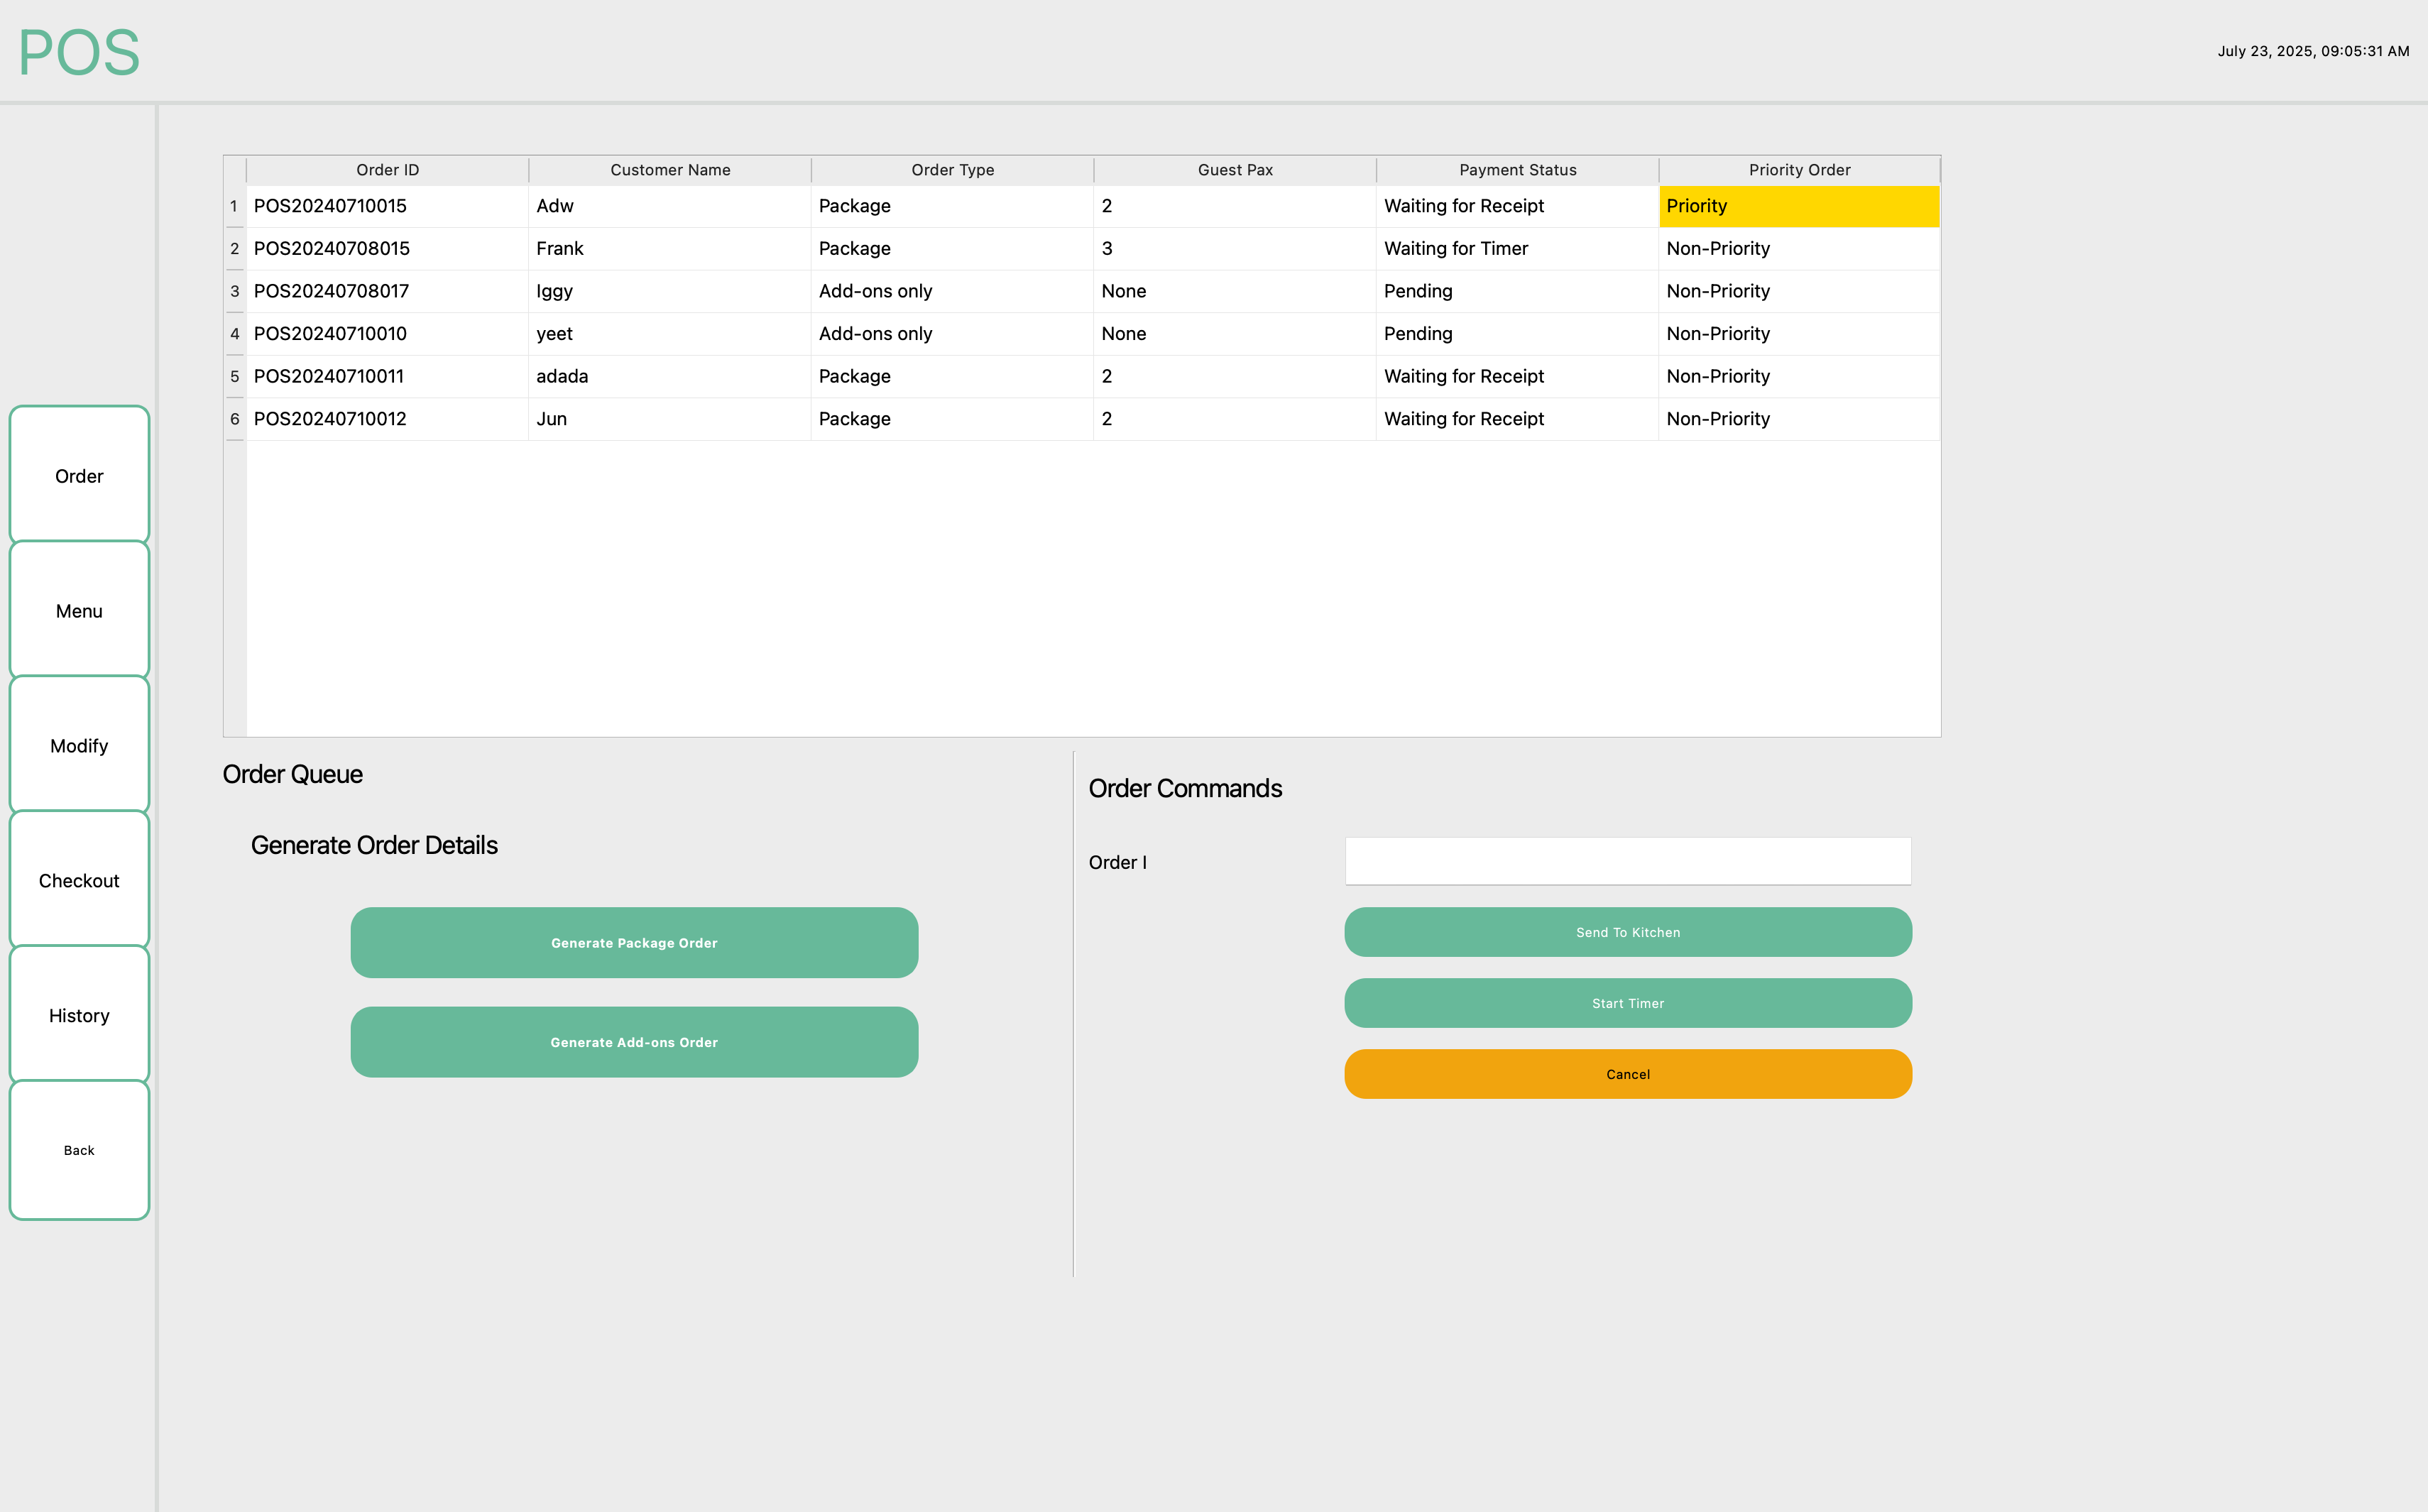 POS
July 23, 2025, 09:05:31 AM
Order ID Customer Name Order Type Guest Pax Payment Status Priority Order
1 POS20240710015 Adw Package 2 Waiting for Receipt Priority
2 POS20240708015 Frank Package 3 Waiting for Timer Non-Priority
3 POS20240708017 Iggy Add-ons only None Pending Non-Priority
4 POS20240710010 yeet Add-ons only None Pending Non-Priority
5 POS20240710011 adada Package 2 Waiting for Receipt Non-Priority
6 POS20240710012 Jun Package 2 Waiting for Receipt Non-Priority
Order
Menu
Modify
Checkout
History
Back
Order Queue
Generate Order Details
Generate Package Order
Generate Add-ons Order
Order Commands
Order I
Send To Kitchen
Start Timer
Cancel